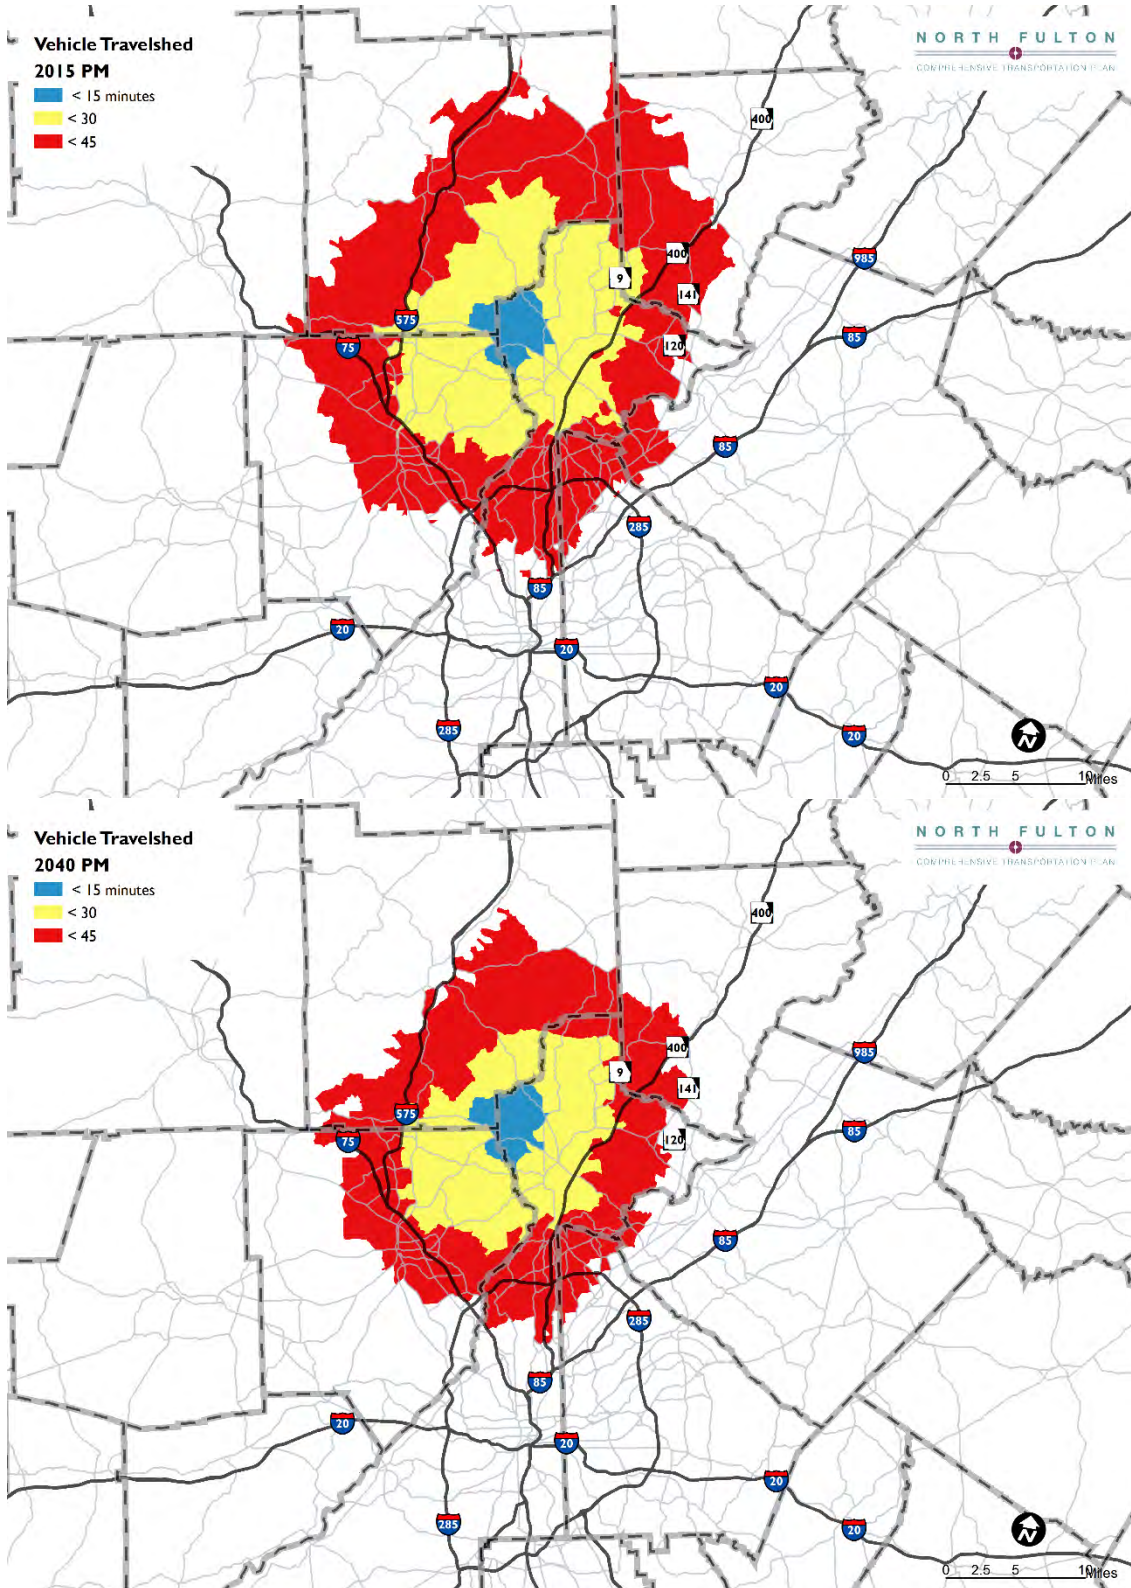 Vehicle Travelshed
2015 PM
< 15 minutes
< 30
< 45
NORTH FULTON
COMPREHENSIVE TRANSPORTATION PLAN
400
400
985
9
141
575
85
120
75
85
285
85
20
20
20
285
20
N
0 2.5 5 10 Miles
Vehicle Travelshed
2040 PM
< 15 minutes
< 30
< 45
NORTH FULTON
COMPREHENSIVE TRANSPORTATION PLAN
400
400
985
9
141
575
85
120
75
85
285
85
20
20
20
285
20
N
0 2.5 5 10 Miles